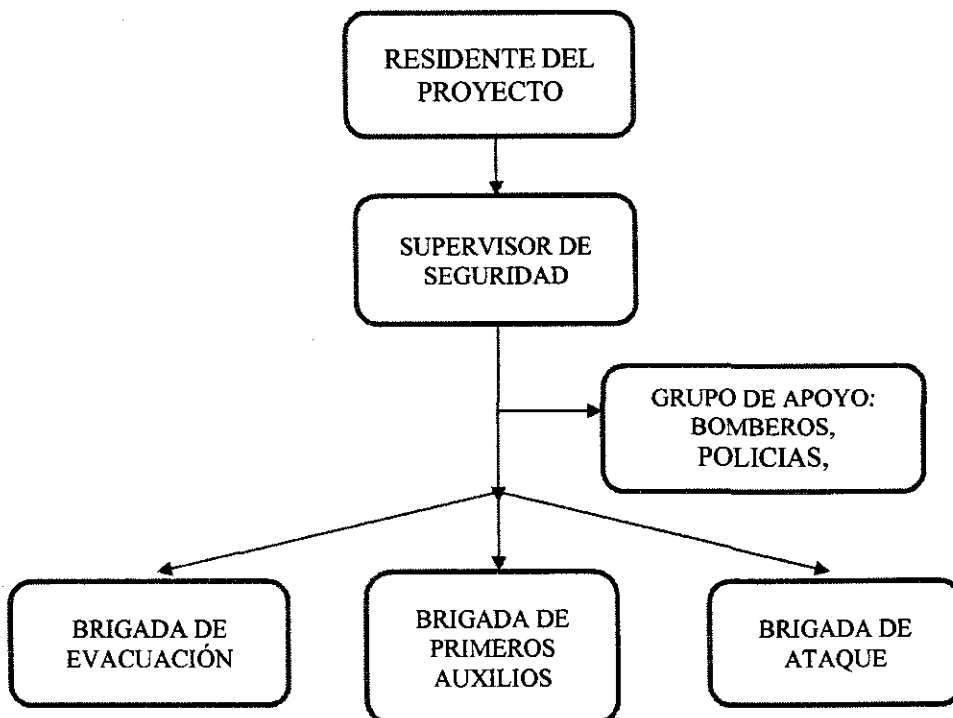 RESIDENTE DEL
PROYECTO
SUPERVISOR DE
SEGURIDAD
GRUPO DE APOYO:
BOMBEROS,
POLICIAS,
BRIGADA DE
EVACUACIÓN
BRIGADA DE
PRIMEROS
AUXILIOS
BRIGADA DE
ATAQUE